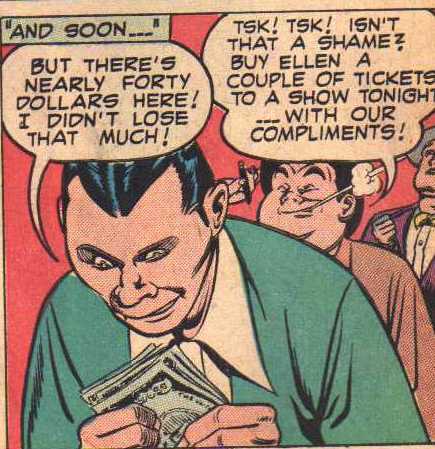 "AND SOON---"
BUT THERE'S
NEARLY FORTY
DOLLARS HERE!
I DIDN'T LOSE
THAT MUCH!
TSK! TSK! ISN'T
THAT A SHAME?
BUY ELLEN A
COUPLE OF TICKETS
TO A SHOW TONIGHT
---WITH OUR
COMPLIMENTS!